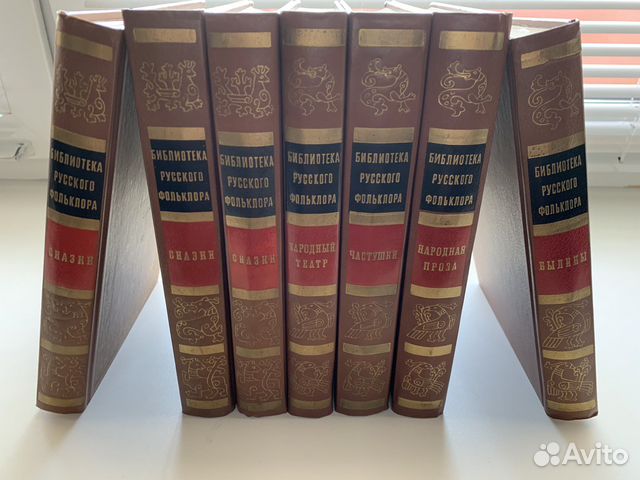 БИБЛИОТЕКА
РУССКОГО
ФОЛЬКЛОРА
СКАЗКИ
БИБЛИОТЕКА
РУССКОГО
ФОЛЬКЛОРА
СКАЗКИ
БИБЛИОТЕКА
РУССКОГО
ФОЛЬКЛОРА
СКАЗКИ
БИБЛИОТЕКА
РУССКОГО
ФОЛЬКЛОРА
НАРОДНЫЙ
ТЕАТР
БИБЛИОТЕКА
РУССКОГО
ФОЛЬКЛОРА
ЧАСТУШКИ
БИБЛИОТЕКА
РУССКОГО
ФОЛЬКЛОРА
НАРОДНАЯ
ПРОЗА
БИБЛИОТЕКА
РУССКОГО
ФОЛЬКЛОРА
БЫЛИНЫ
Avito